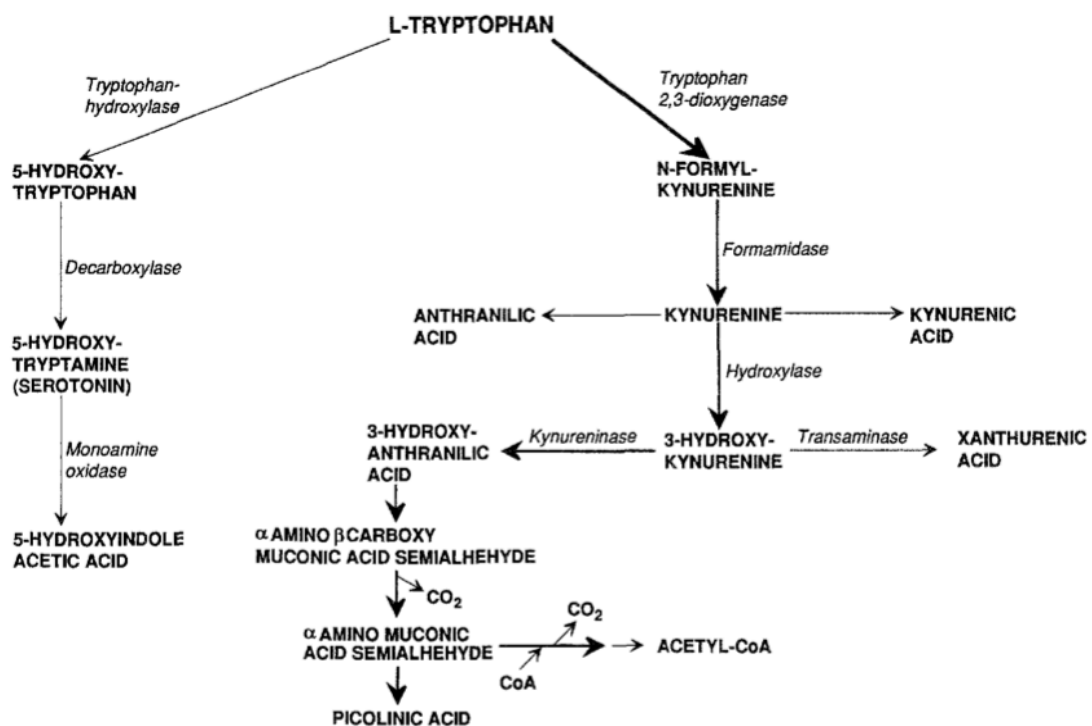 L-TRYPTOPHAN
Tryptophan-
hydroxylase
Tryptophan
2,3-dioxygenase
5-HYDROXY-
TRYPTOPHAN
N-FORMYL-
KYNURENINE
Decarboxylase
Formamidase
ANTHRANILIC
ACID
KYNURENINE
KYNURENIC
ACID
5-HYDROXY-
TRYPTAMINE
(SEROTONIN)
Hydroxylase
Monoamine
oxidase
3-HYDROXY-
ANTHRANILIC
ACID
Kynureninase
3-HYDROXY-
KYNURENINE
Transaminase
XANTHURENIC
ACID
5-HYDROXYINDOLE
ACETIC ACID
α AMINO β CARBOXY
MUCONIC ACID SEMIALHEHYDE
CO2
α AMINO MUCONIC
ACID SEMIALHEHYDE
CO2
CoA
ACETYL-CoA
PICOLINIC ACID